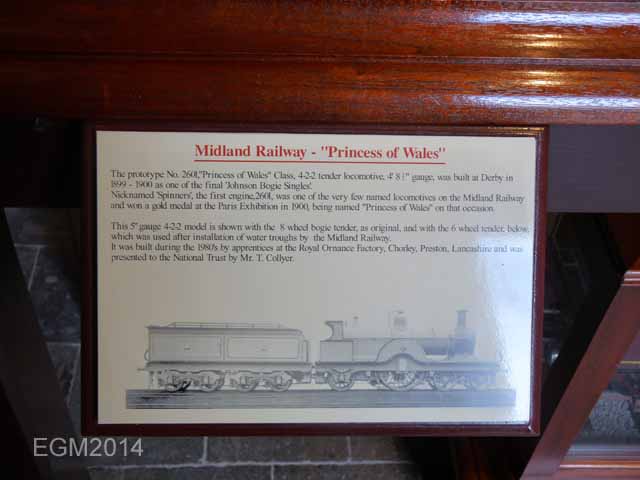 Midland Railway - "Princess of Wales"
The prototype No. 2601,"Princess of Wales" Class, 4-2-2 tender locomotive, 4' 8½" gauge, was built at Derby in
1899 - 1900 as one of the final 'Johnson Bogie Singles'.
Nicknamed 'Spinners', the first engine,2601, was one of the very few named locomotives on the Midland Railway
and won a gold medal at the Paris Exhibition in 1900, being named "Princess of Wales" on that occasion.
This 5" gauge 4-2-2 model is shown with the 8 wheel bogie tender, as original, and with the 6 wheel tender, below,
which was used after installation of water troughs by the Midland Railway.
It was built during the 1980's by apprentices at the Royal Ornance Factory, Chorley, Preston, Lancashire and was
presented to the National Trust by Mr. T. Collyer.
EGM2014